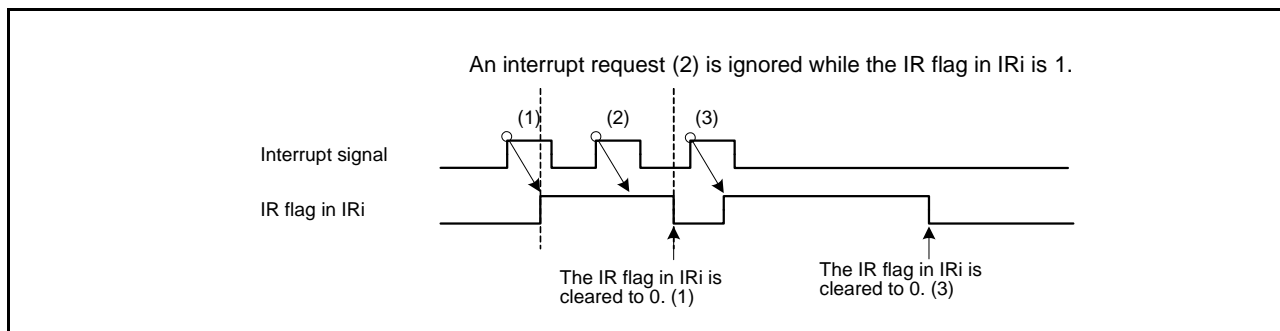 An interrupt request (2) is ignored while the IR flag in IRi is 1.
(1) (2) (3)
Interrupt signal
IR flag in IRi
The IR flag in IRi is
cleared to 0. (1)
The IR flag in IRi is
cleared to 0. (3)